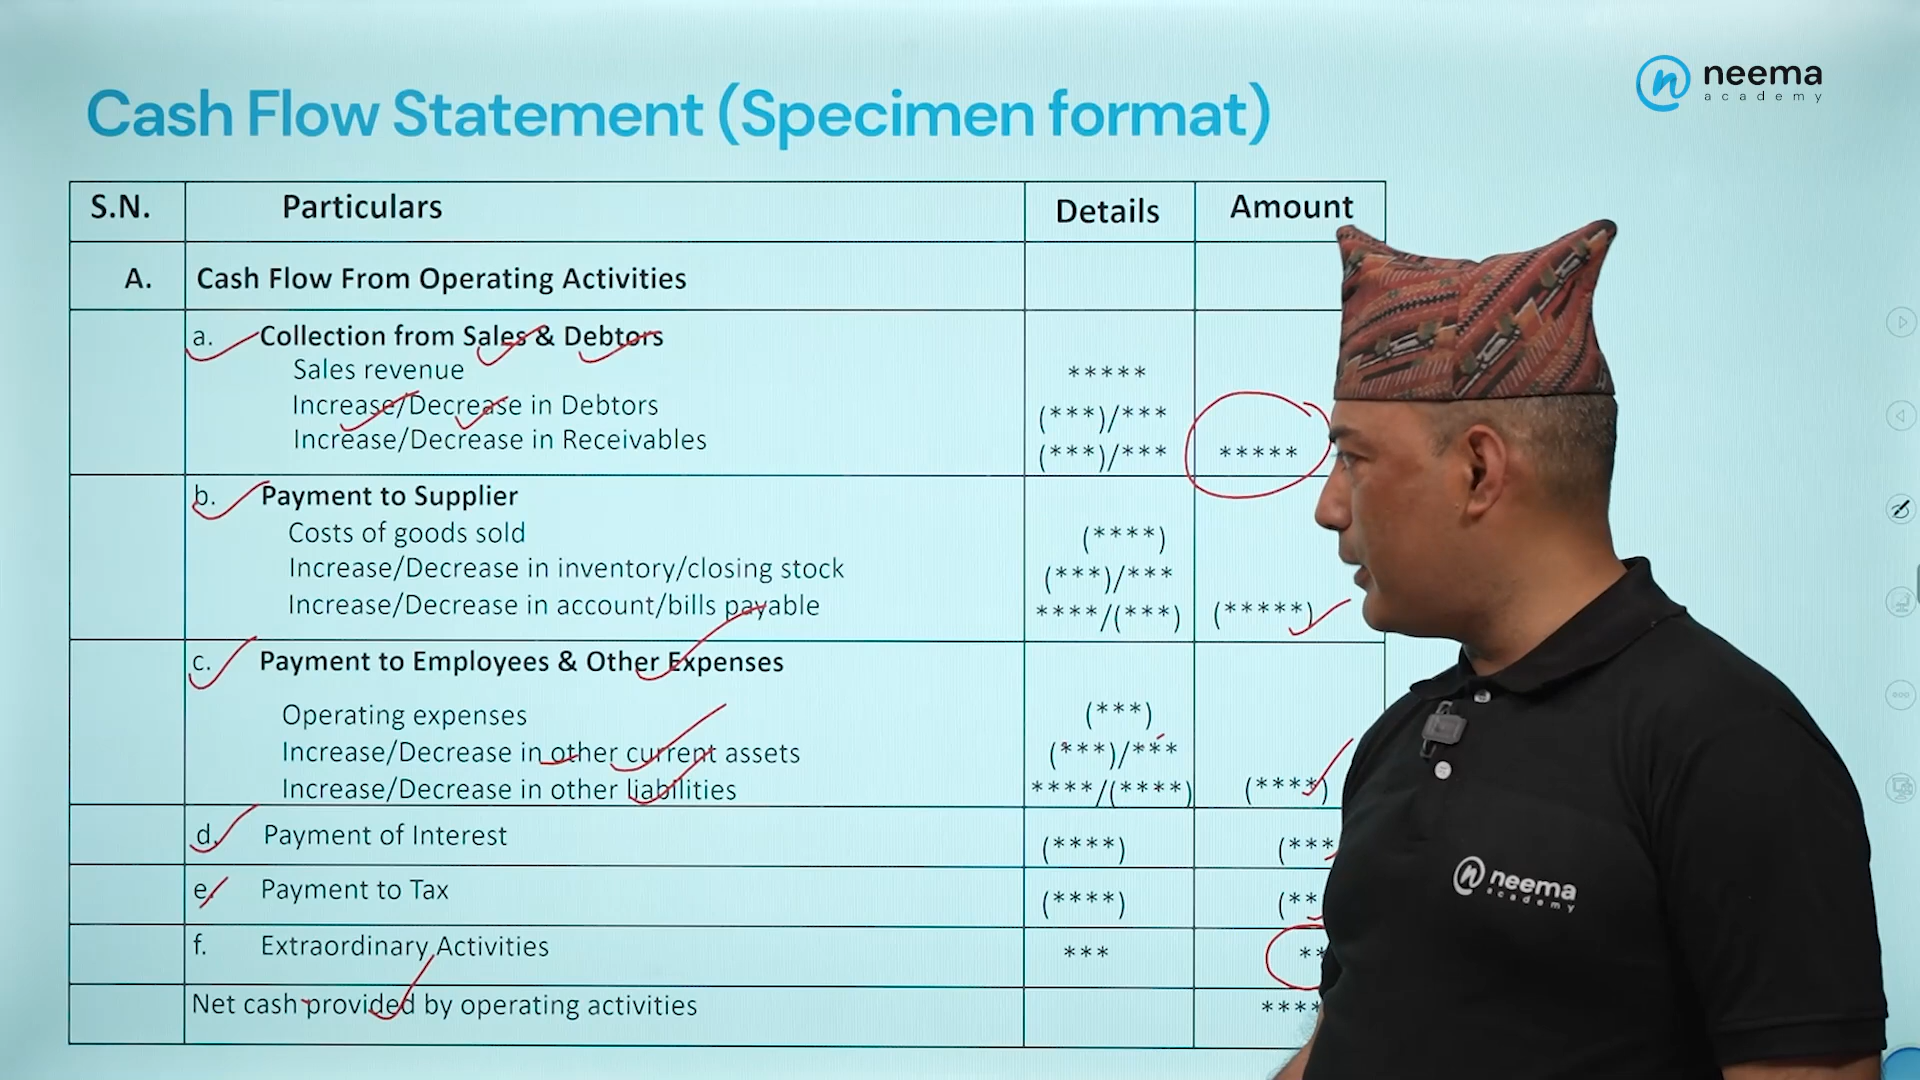 neema
academy
Cash Flow Statement (Specimen format)
S.N. Particulars Details Amount
A. Cash Flow From Operating Activities
a. Collection from Sales & Debtors
Sales revenue *****
Increase/Decrease in Debtors (***)/***
Increase/Decrease in Receivables (***)/*** *****
b. Payment to Supplier
Costs of goods sold (****)
Increase/Decrease in inventory/closing stock (***)/***
Increase/Decrease in account/bills payable ****/(***) (*****)
c. Payment to Employees & Other Expenses
Operating expenses (***)
Increase/Decrease in other current assets (***)/***
Increase/Decrease in other liabilities ****/(****) (****)
d. Payment of Interest (****) (***
e. Payment to Tax (****) (**
f. Extraordinary Activities *** **
Net cash provided by operating activities ****
neema
academy